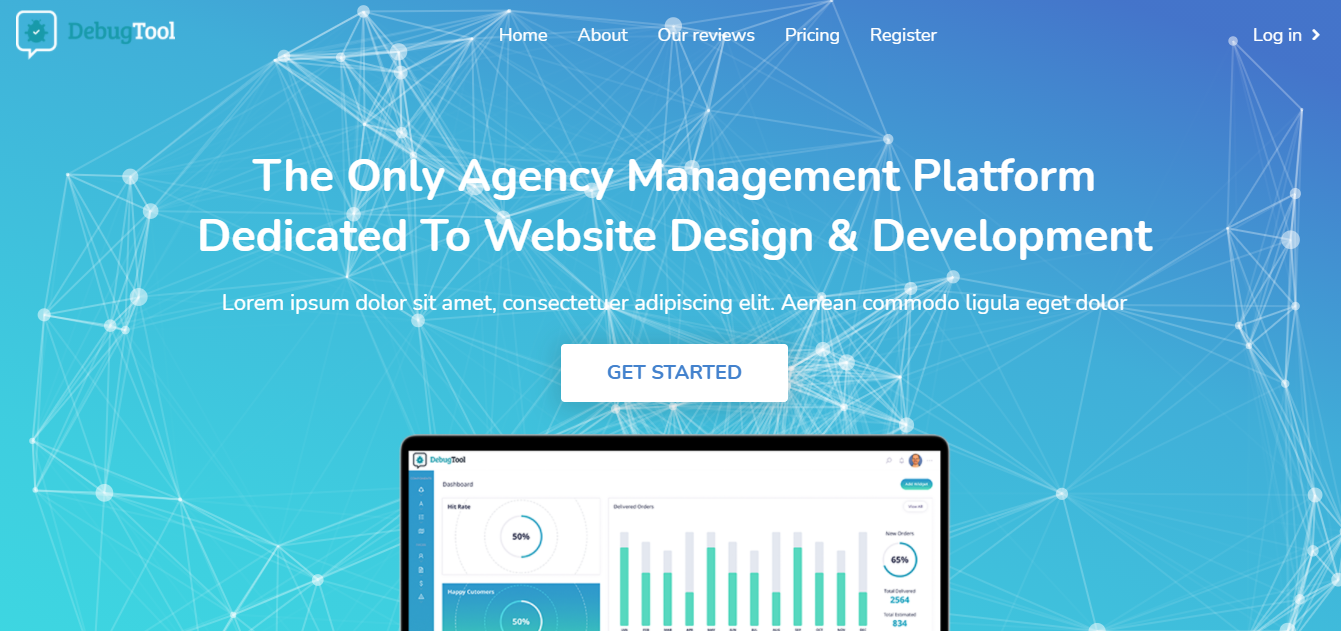 DebugTool
Home About Our reviews Pricing Register
Log in
The Only Agency Management Platform
Dedicated To Website Design & Development
Lorem ipsum dolor sit amet, consectetuer adipiscing elit. Aenean commodo ligula eget dolor
GET STARTED
DebugTool
Dashboard
Add Widget
Hit Rate
50%
Delivered Orders
View All
New Orders
65%
Total Delivered
2564
Total Estimated
834
Happy Cutomers
50%